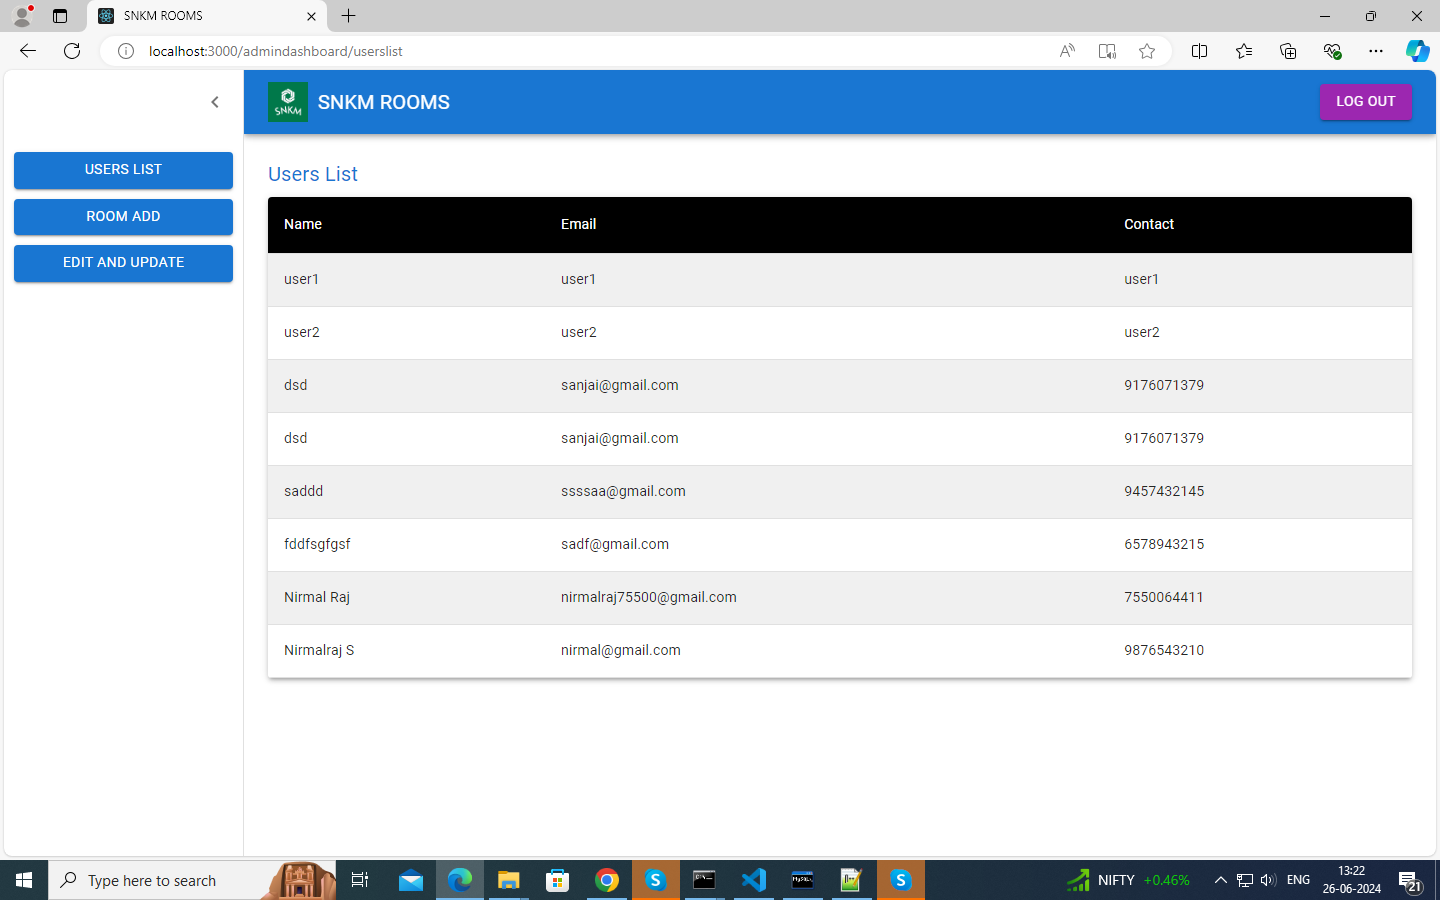 SNKM ROOMS
localhost:3000/admindashboard/userslist
SNKM
SNKM ROOMS
LOG OUT
USERS LIST
ROOM ADD
EDIT AND UPDATE
Users List
Name Email Contact
user1 user1 user1
user2 user2 user2
dsd sanjai@gmail.com 9176071379
dsd sanjai@gmail.com 9176071379
saddd ssssaa@gmail.com 9457432145
fddfsgfgsf sadf@gmail.com 6578943215
Nirmal Raj nirmalraj75500@gmail.com 7550064411
Nirmalraj S nirmal@gmail.com 9876543210
Type here to search
NIFTY +0.46%
ENG
13:22
26-06-2024
21